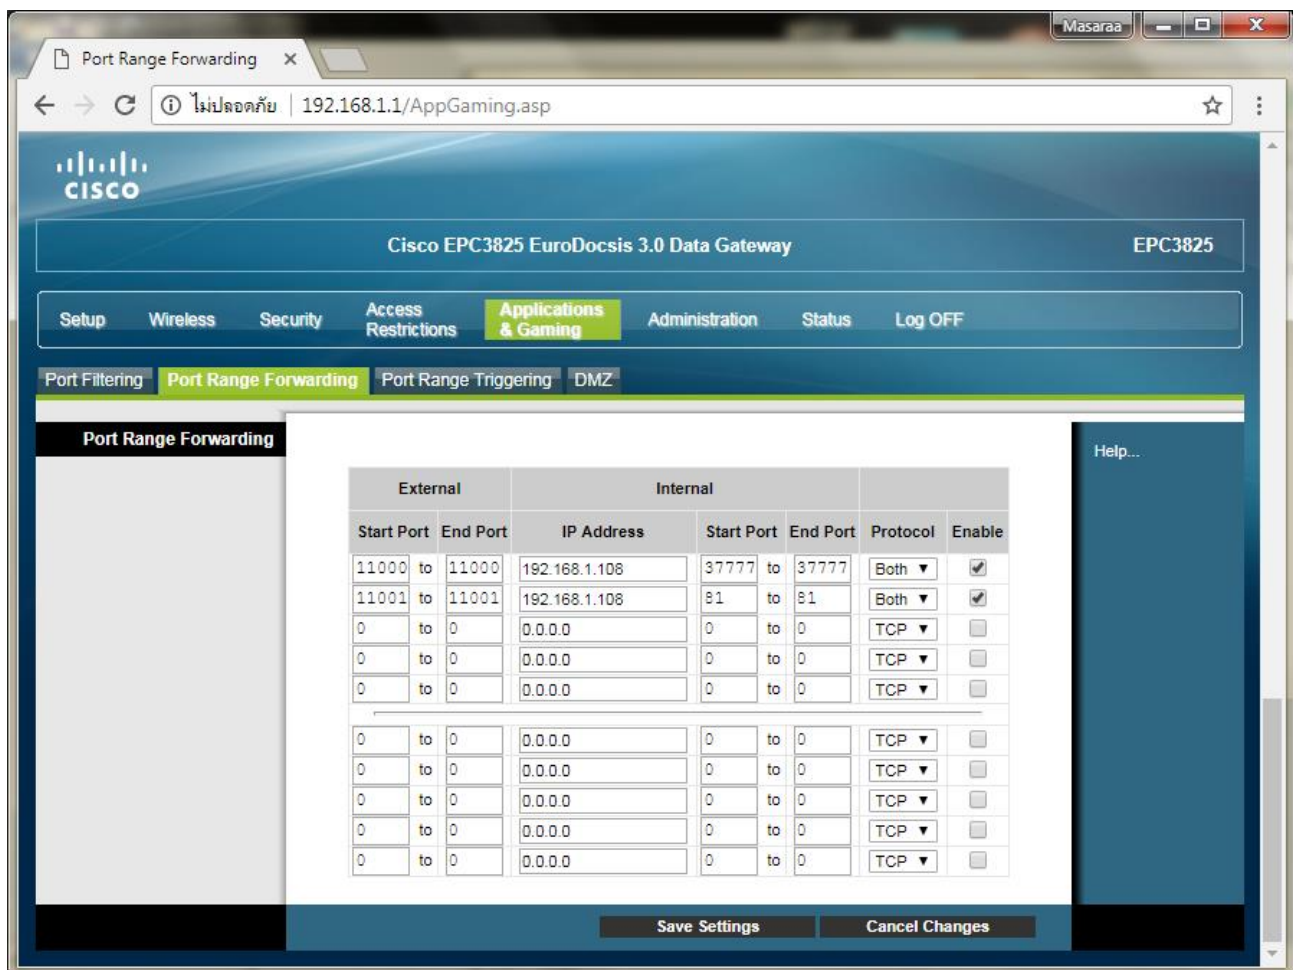 Masaraa
Port Range Forwarding
ไม่ปลอดภัย | 192.168.1.1/AppGaming.asp
CISCO
Cisco EPC3825 EuroDocsis 3.0 Data Gateway EPC3825
Setup Wireless Security Access Restrictions Applications & Gaming Administration Status Log OFF
Port Filtering Port Range Forwarding Port Range Triggering DMZ
Port Range Forwarding
Help...
External Internal
Start Port End Port IP Address Start Port End Port Protocol Enable
11000 to 11000 192.168.1.108 37777 to 37777 Both
11001 to 11001 192.168.1.108 81 to 81 Both
0 to 0 0.0.0.0 0 to 0 TCP
0 to 0 0.0.0.0 0 to 0 TCP
0 to 0 0.0.0.0 0 to 0 TCP
0 to 0 0.0.0.0 0 to 0 TCP
0 to 0 0.0.0.0 0 to 0 TCP
0 to 0 0.0.0.0 0 to 0 TCP
0 to 0 0.0.0.0 0 to 0 TCP
0 to 0 0.0.0.0 0 to 0 TCP
Save Settings Cancel Changes